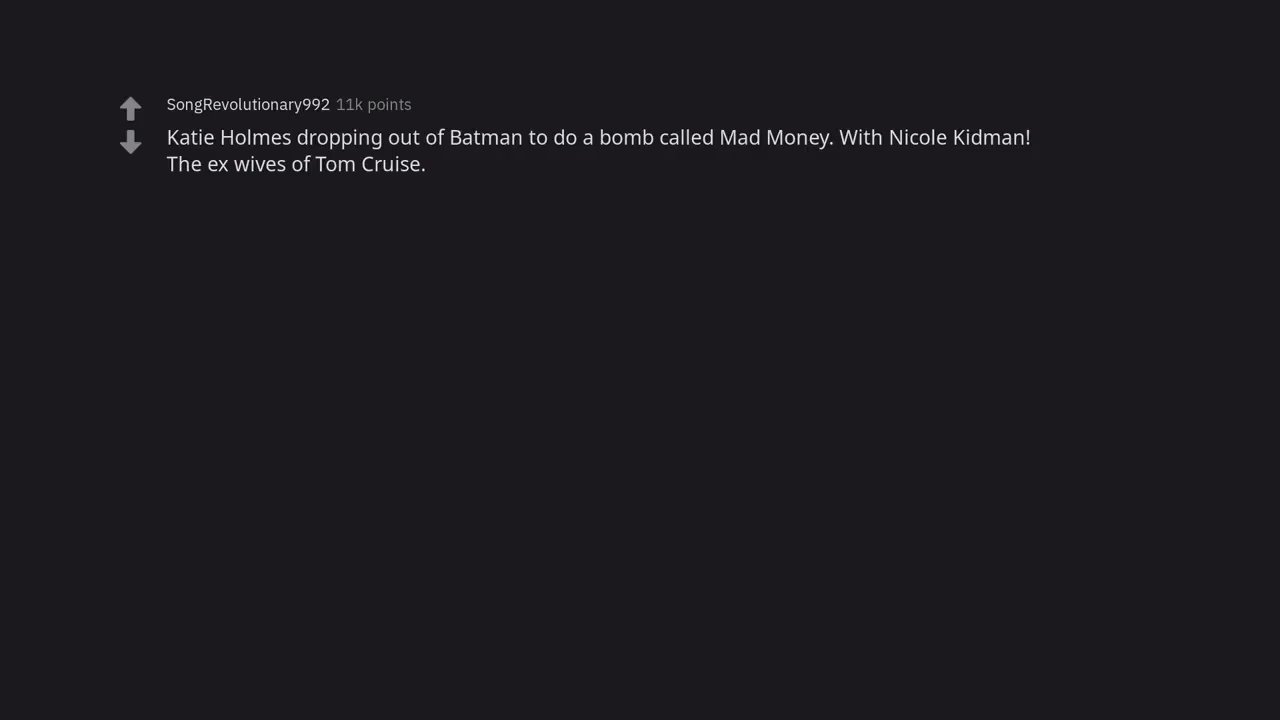 SongRevolutionary992 11k points
Katie Holmes dropping out of Batman to do a bomb called Mad Money. With Nicole Kidman!
The ex wives of Tom Cruise.